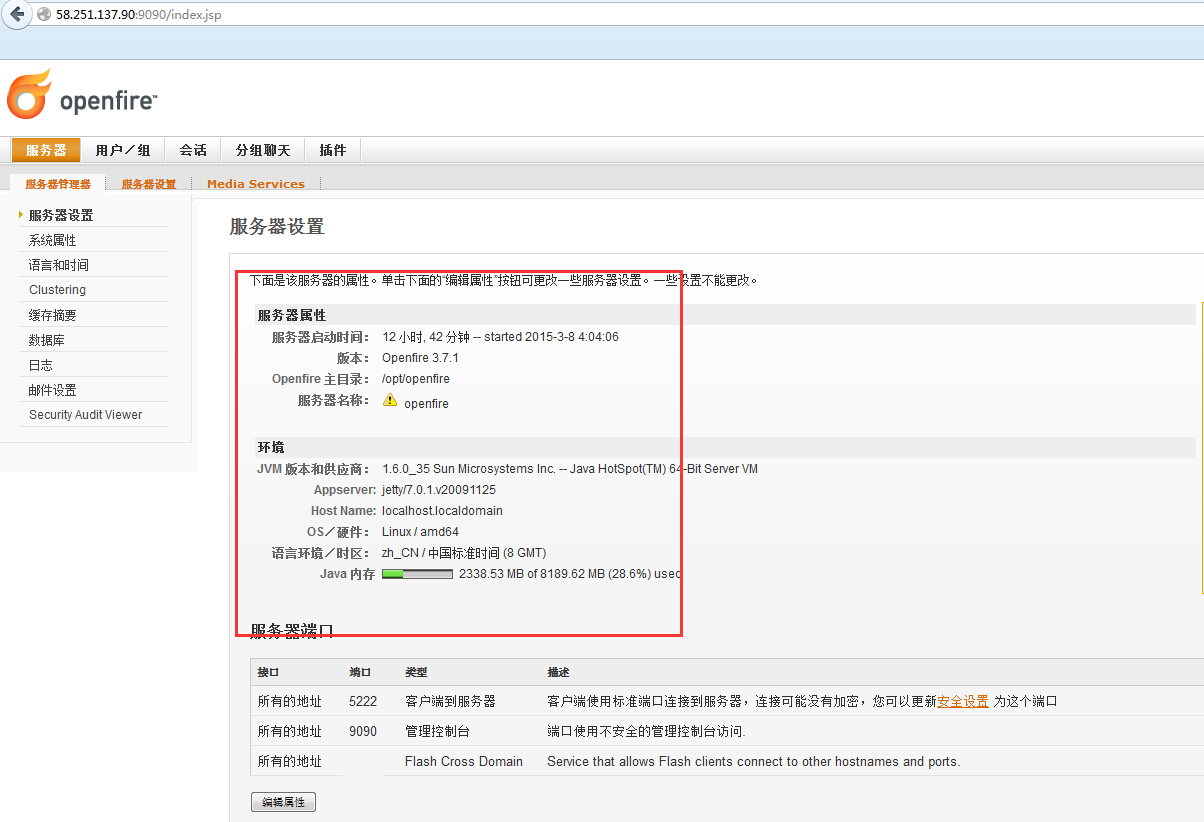 58.251.137.90:9090/index.jsp
openfire™
服务器 用户／组 会话 分组聊天 插件
服务器管理器 服务器设置 Media Services
服务器设置
系统属性
语言和时间
Clustering
缓存摘要
数据库
日志
邮件设置
Security Audit Viewer
服务器设置
下面是该服务器的属性。单击下面的“编辑属性”按钮可更改一些服务器设置。一些设置不能更改。
服务器属性
服务器启动时间： 12 小时, 42 分钟 -- started 2015-3-8 4:04:06
版本： Openfire 3.7.1
Openfire 主目录： /opt/openfire
服务器名称： openfire
环境
JVM 版本和供应商： 1.6.0_35 Sun Microsystems Inc. -- Java HotSpot(TM) 64-Bit Server VM
Appserver: jetty/7.0.1.v20091125
Host Name: localhost.localdomain
OS／硬件： Linux / amd64
语言环境／时区： zh_CN / 中国标准时间 (8 GMT)
Java 内存 2338.53 MB of 8189.62 MB (28.6%) used
服务器端口
接口 端口 类型 描述
所有的地址 5222 客户端到服务器 客户端使用标准端口连接到服务器，连接可能没有加密，您可以更新安全设置 为这个端口
所有的地址 9090 管理控制台 端口使用不安全的管理控制台访问.
所有的地址 Flash Cross Domain Service that allows Flash clients connect to other hostnames and ports.
编辑属性